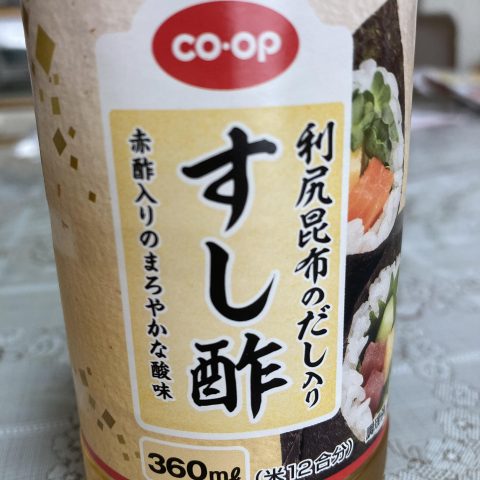 CO·OP
利尻昆布のだし入り
すし酢
赤酢入りのまろやかな酸味
360ml
(米12合分)